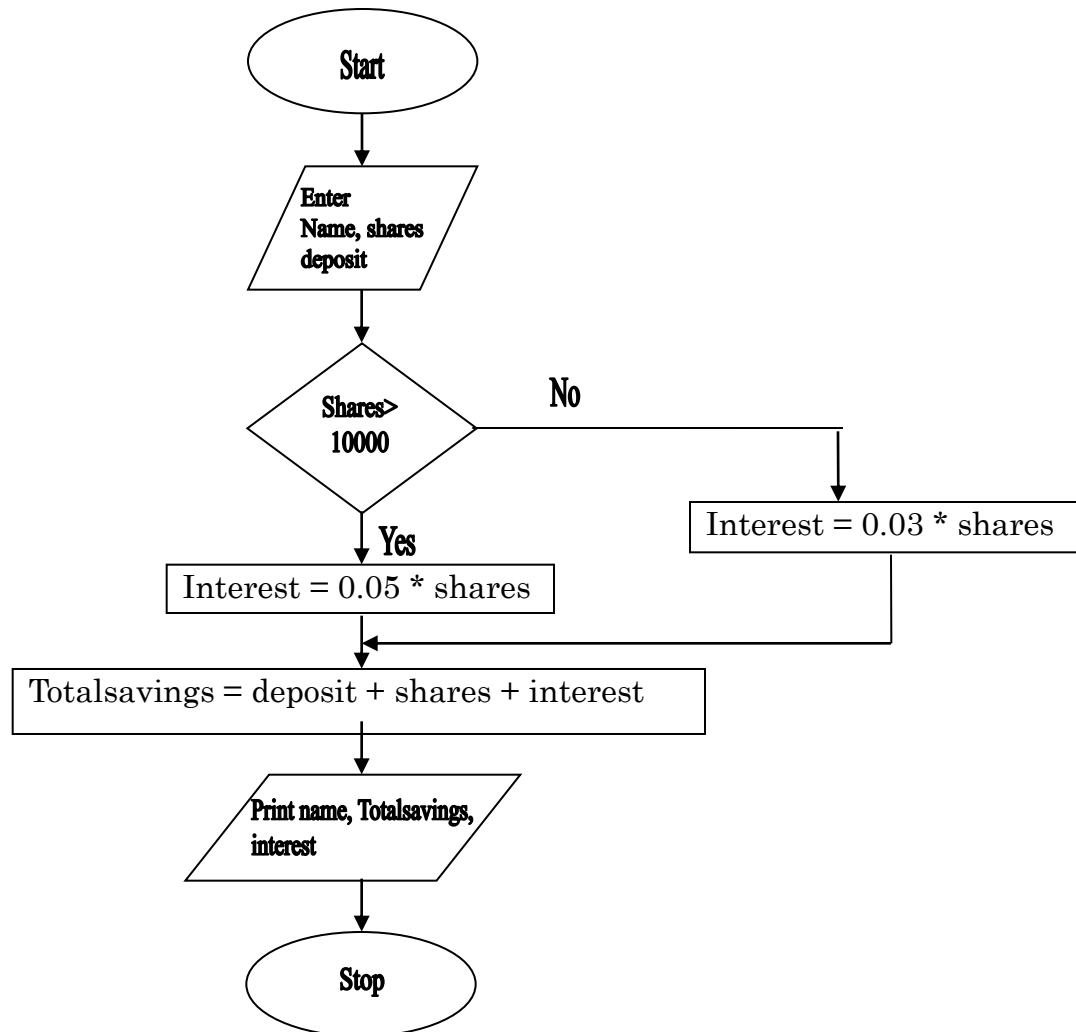 Start
Enter
Name, shares
deposit
Shares>
10000
No
Yes
Interest = 0.03 * shares
Interest = 0.05 * shares
Totalsavings = deposit + shares + interest
Print name, Totalsavings,
interest
Stop